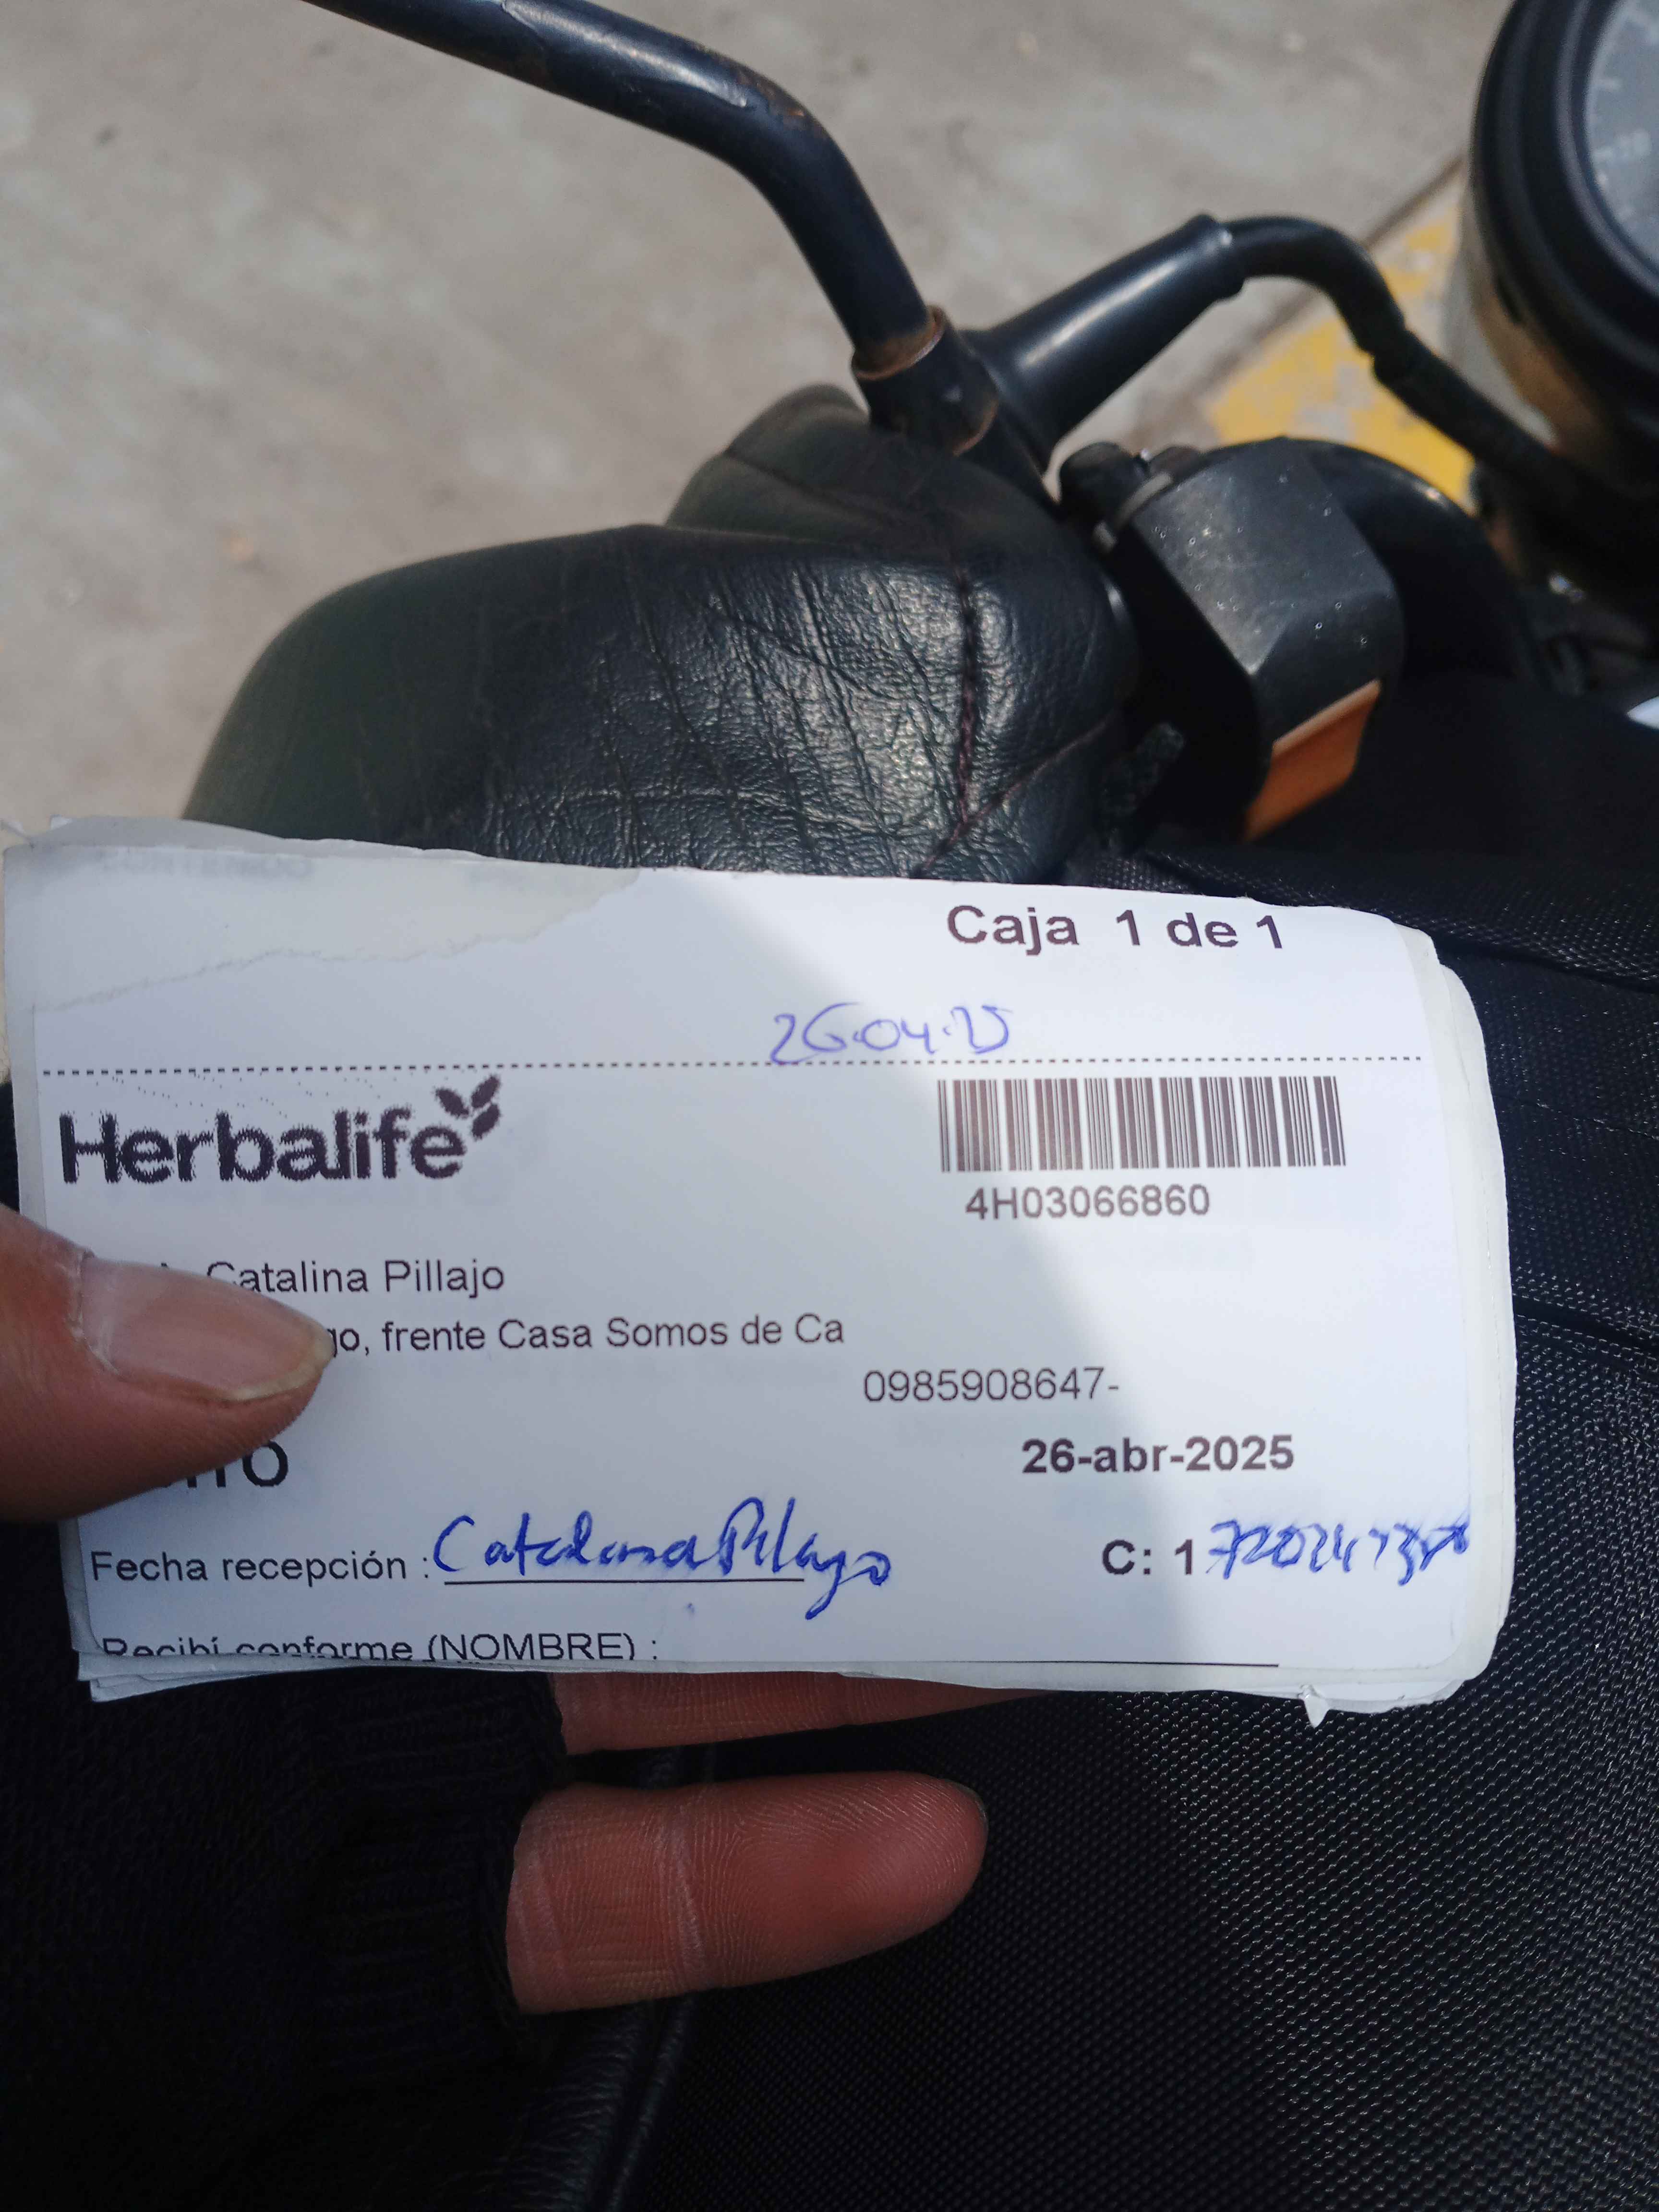 Caja 1 de 1
26.04.25
Herbalife
4H03066860
Catalina Pillajo
go, frente Casa Somos de Ca
0985908647-
26-abr-2025
Fecha recepción : Catalina Pillajo C: 1
Recibí conforme (NOMBRE) :